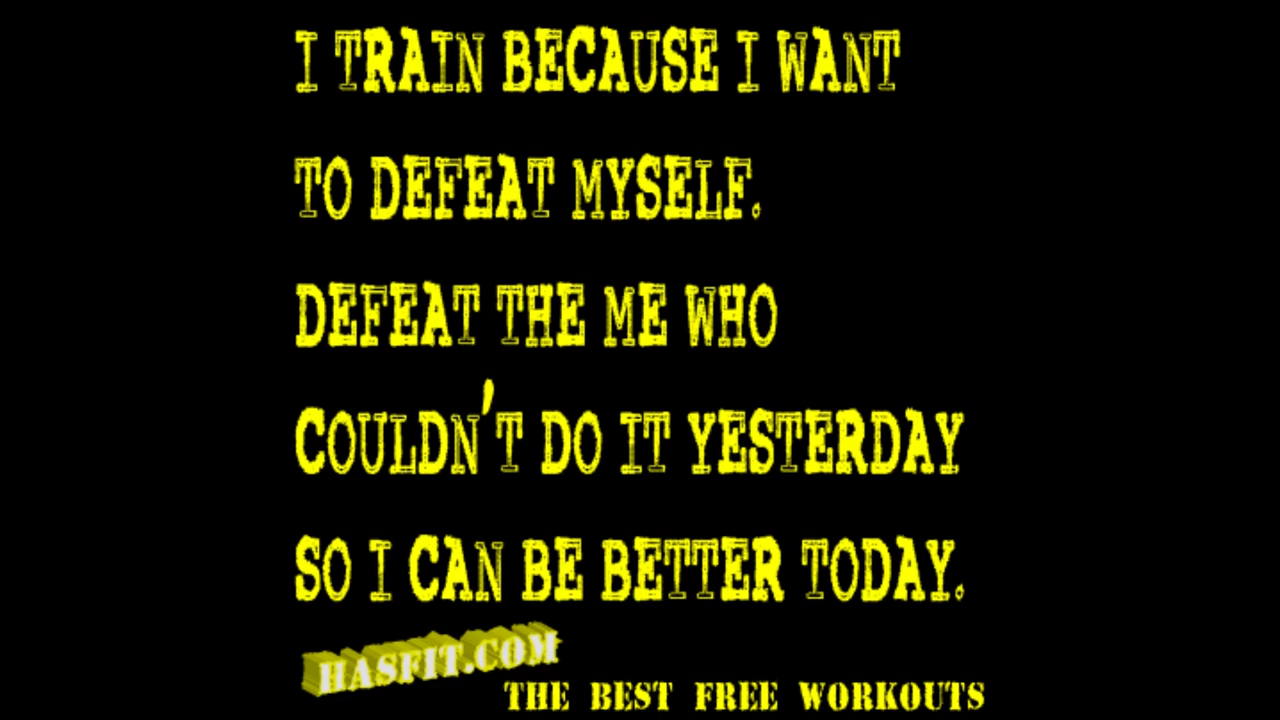 I TRAIN BECAUSE I WANT
TO DEFEAT MYSELF.
DEFEAT THE ME WHO
COULDN'T DO IT YESTERDAY
SO I CAN BE BETTER TODAY.
HASFIT.COM
THE BEST FREE WORKOUTS